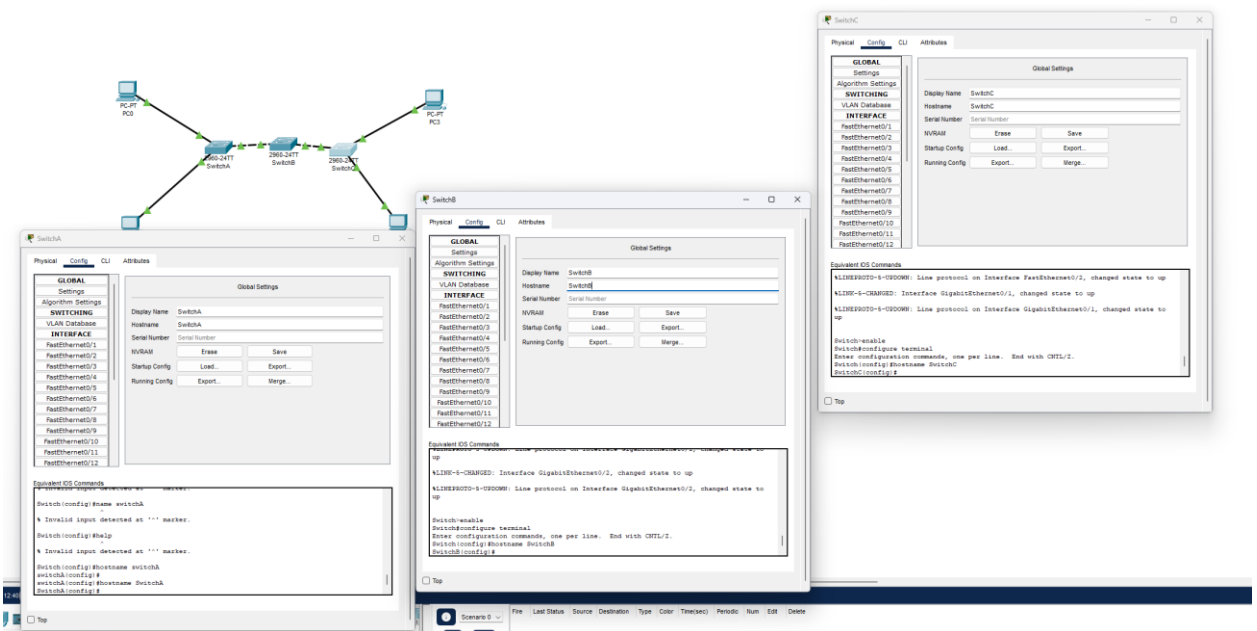 PC-PT
PC0
PC-PT
PC3
2960-24TT
SwitchA
2960-24TT
SwitchB
2960-24TT
SwitchC
SwitchA
Physical Config CLI Attributes
GLOBAL
Settings
Algorithm Settings
SWITCHING
VLAN Database
INTERFACE
FastEthernet0/1
FastEthernet0/2
FastEthernet0/3
FastEthernet0/4
FastEthernet0/5
FastEthernet0/6
FastEthernet0/7
FastEthernet0/8
FastEthernet0/9
FastEthernet0/10
FastEthernet0/11
FastEthernet0/12
Global Settings
Display Name SwitchA
Hostname SwitchA
Serial Number Serial Number
NVRAM Erase Save
Startup Config Load... Export...
Running Config Export... Merge...
Equivalent IOS Commands
% Invalid input detected at '^' marker.
Switch(config)#name switchA
^
% Invalid input detected at '^' marker.
Switch(config)#help
^
% Invalid input detected at '^' marker.
Switch(config)#hostname switchA
switchA(config)#
switchA(config)#hostname SwitchA
SwitchA(config)#
Top
SwitchB
Physical Config CLI Attributes
GLOBAL
Settings
Algorithm Settings
SWITCHING
VLAN Database
INTERFACE
FastEthernet0/1
FastEthernet0/2
FastEthernet0/3
FastEthernet0/4
FastEthernet0/5
FastEthernet0/6
FastEthernet0/7
FastEthernet0/8
FastEthernet0/9
FastEthernet0/10
FastEthernet0/11
FastEthernet0/12
Global Settings
Display Name SwitchB
Hostname SwitchB
Serial Number Serial Number
NVRAM Erase Save
Startup Config Load... Export...
Running Config Export... Merge...
Equivalent IOS Commands
%LINEPROTO-5-UPDOWN: Line protocol on Interface GigabitEthernet0/1, changed state to
up
%LINK-5-CHANGED: Interface GigabitEthernet0/2, changed state to up
%LINEPROTO-5-UPDOWN: Line protocol on Interface GigabitEthernet0/2, changed state to
up
Switch>enable
Switch#configure terminal
Enter configuration commands, one per line. End with CNTL/Z.
Switch(config)#hostname SwitchB
SwitchB(config)#
Top
SwitchC
Physical Config CLI Attributes
GLOBAL
Settings
Algorithm Settings
SWITCHING
VLAN Database
INTERFACE
FastEthernet0/1
FastEthernet0/2
FastEthernet0/3
FastEthernet0/4
FastEthernet0/5
FastEthernet0/6
FastEthernet0/7
FastEthernet0/8
FastEthernet0/9
FastEthernet0/10
FastEthernet0/11
FastEthernet0/12
Global Settings
Display Name SwitchC
Hostname SwitchC
Serial Number Serial Number
NVRAM Erase Save
Startup Config Load... Export...
Running Config Export... Merge...
Equivalent IOS Commands
%LINEPROTO-5-UPDOWN: Line protocol on Interface FastEthernet0/2, changed state to up
%LINK-5-CHANGED: Interface GigabitEthernet0/1, changed state to up
%LINEPROTO-5-UPDOWN: Line protocol on Interface GigabitEthernet0/1, changed state to
up
Switch>enable
Switch#configure terminal
Enter configuration commands, one per line. End with CNTL/Z.
Switch(config)#hostname SwitchC
SwitchC(config)#
Top
Scenario 0
Fire Last Status Source Destination Type Color Time(sec) Periodic Num Edit Delete